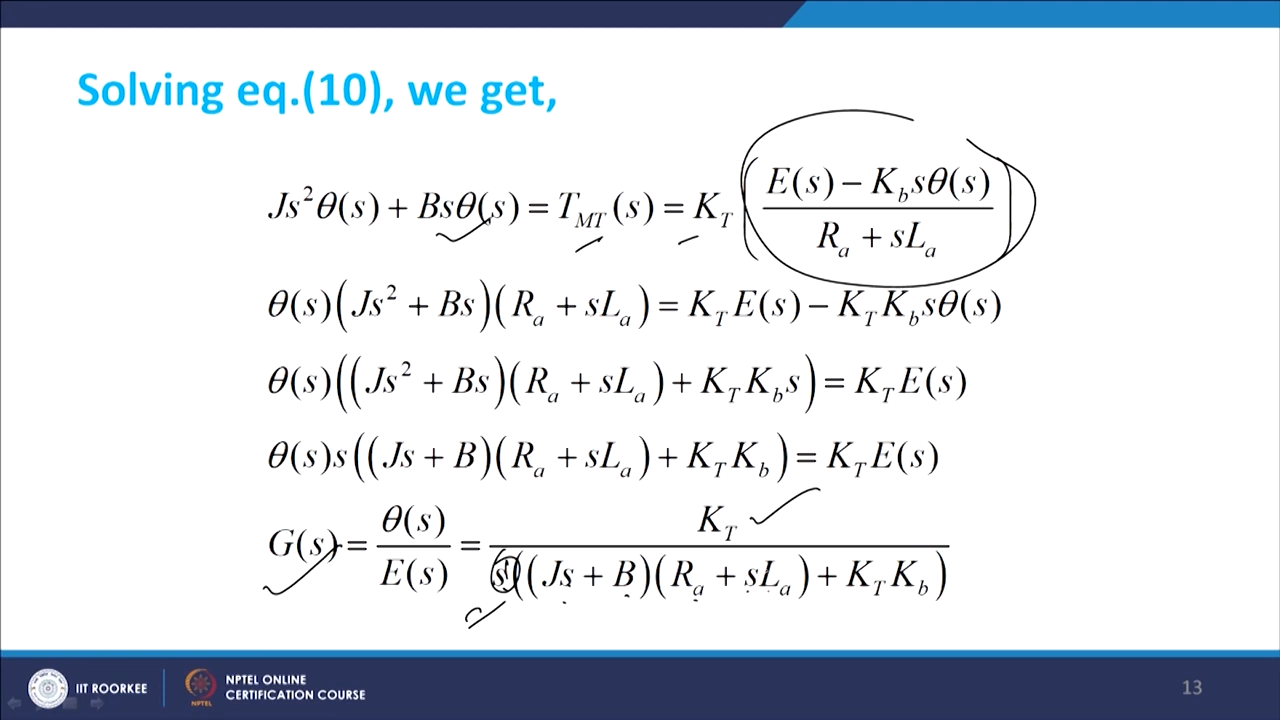 Solving eq.(10), we get,
Js²θ(s) + Bsθ(s) = T_MT(s) = K_T ( (E(s) − K_b sθ(s)) / (R_a + sL_a) )
θ(s)(Js² + Bs)(R_a + sL_a) = K_T E(s) − K_T K_b sθ(s)
θ(s)((Js² + Bs)(R_a + sL_a) + K_T K_b s) = K_T E(s)
θ(s)s((Js + B)(R_a + sL_a) + K_T K_b) = K_T E(s)
G(s) = θ(s) / E(s) = K_T / s((Js + B)(R_a + sL_a) + K_T K_b)
IIT ROORKEE
NPTEL
NPTEL ONLINE
CERTIFICATION COURSE
13